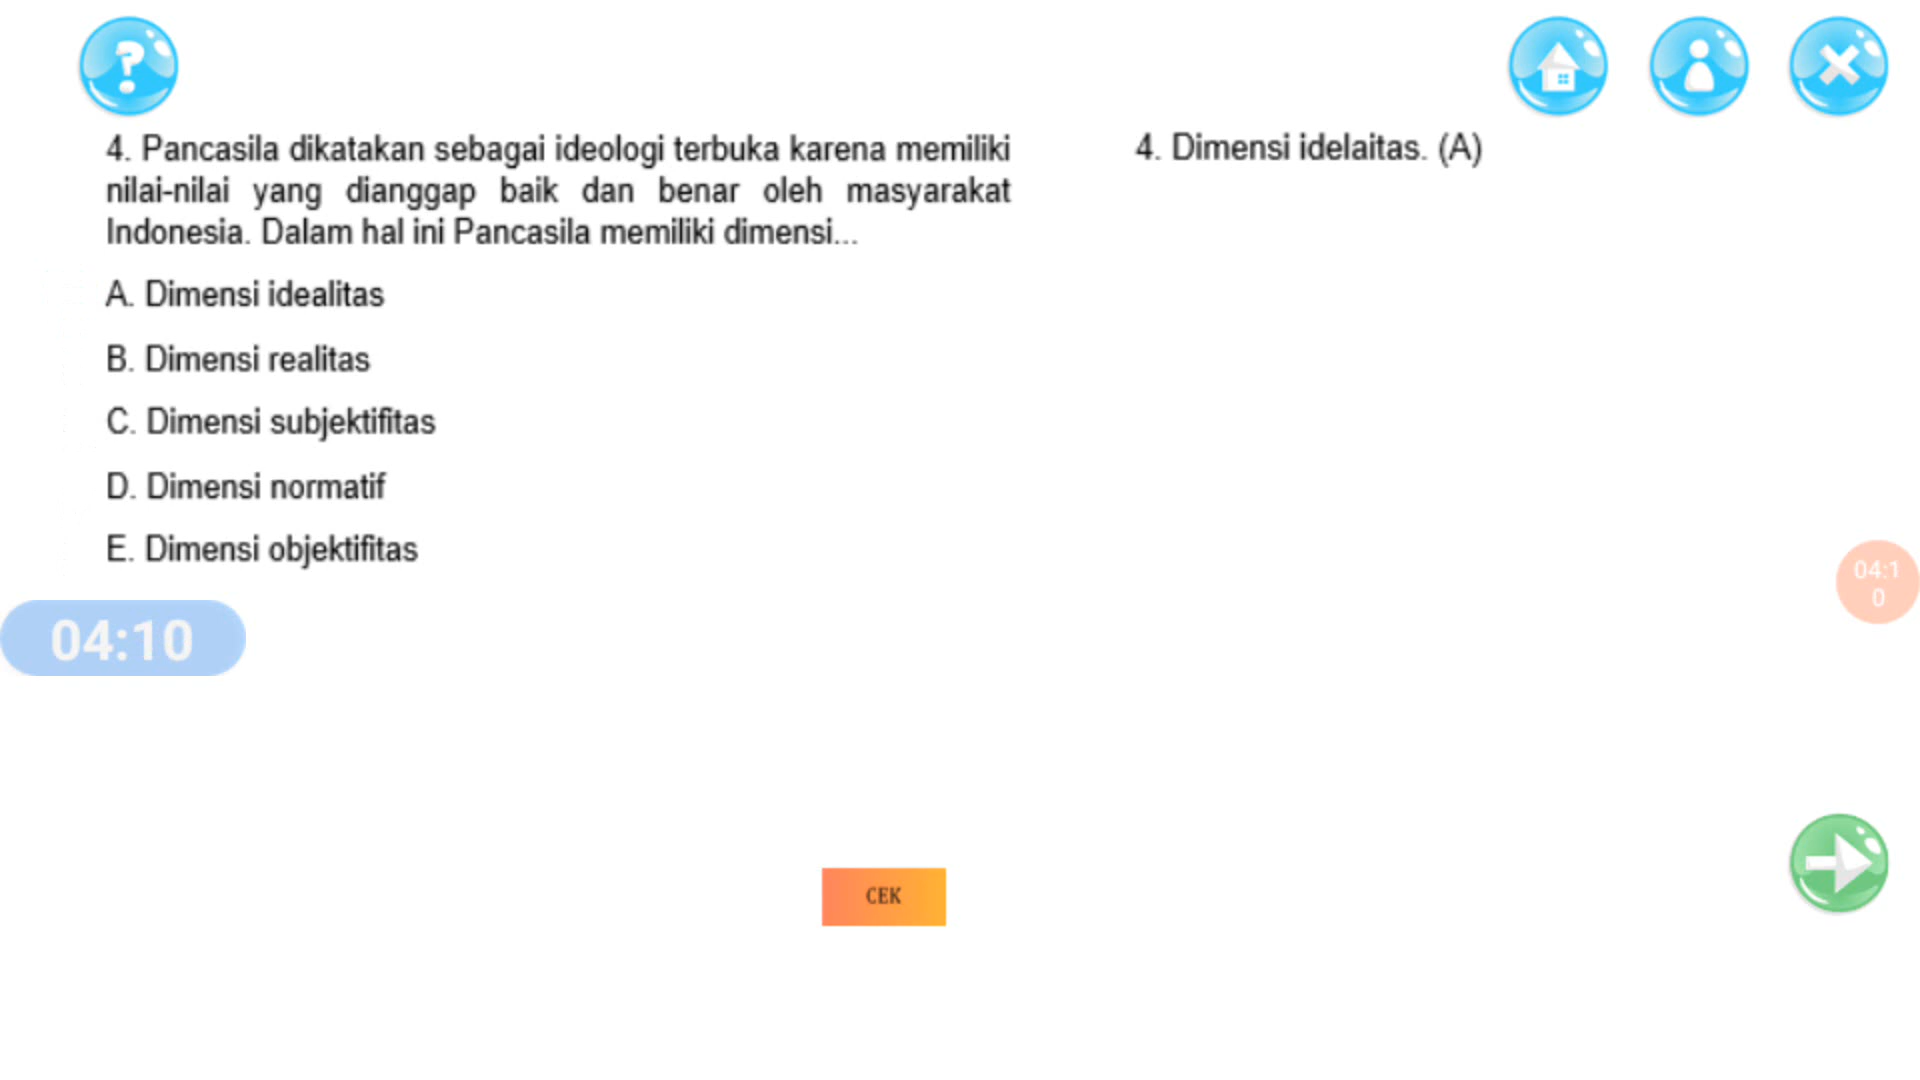 4. Pancasila dikatakan sebagai ideologi terbuka karena memiliki
nilai-nilai yang dianggap baik dan benar oleh masyarakat
Indonesia. Dalam hal ini Pancasila memiliki dimensi...
A. Dimensi idealitas
B. Dimensi realitas
C. Dimensi subjektifitas
D. Dimensi normatif
E. Dimensi objektifitas
04:10
4. Dimensi idelaitas. (A)
04:1
0
CEK